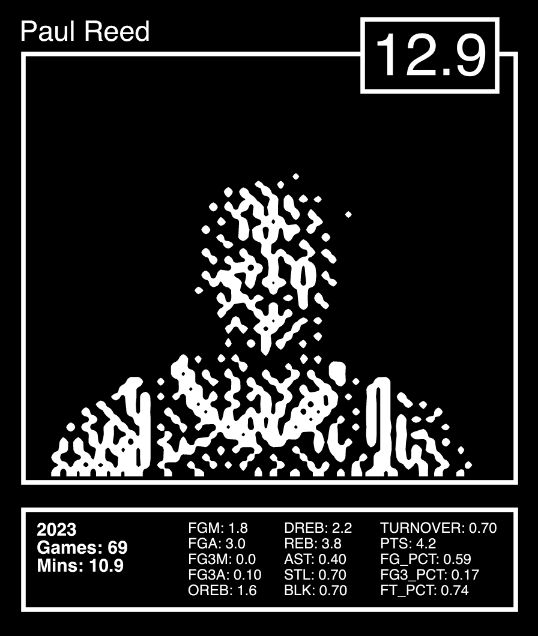 Paul Reed
12.9
2023
Games: 69
Mins: 10.9
FGM: 1.8
FGA: 3.0
FG3M: 0.0
FG3A: 0.10
OREB: 1.6
DREB: 2.2
REB: 3.8
AST: 0.40
STL: 0.70
BLK: 0.70
TURNOVER: 0.70
PTS: 4.2
FG_PCT: 0.59
FG3_PCT: 0.17
FT_PCT: 0.74